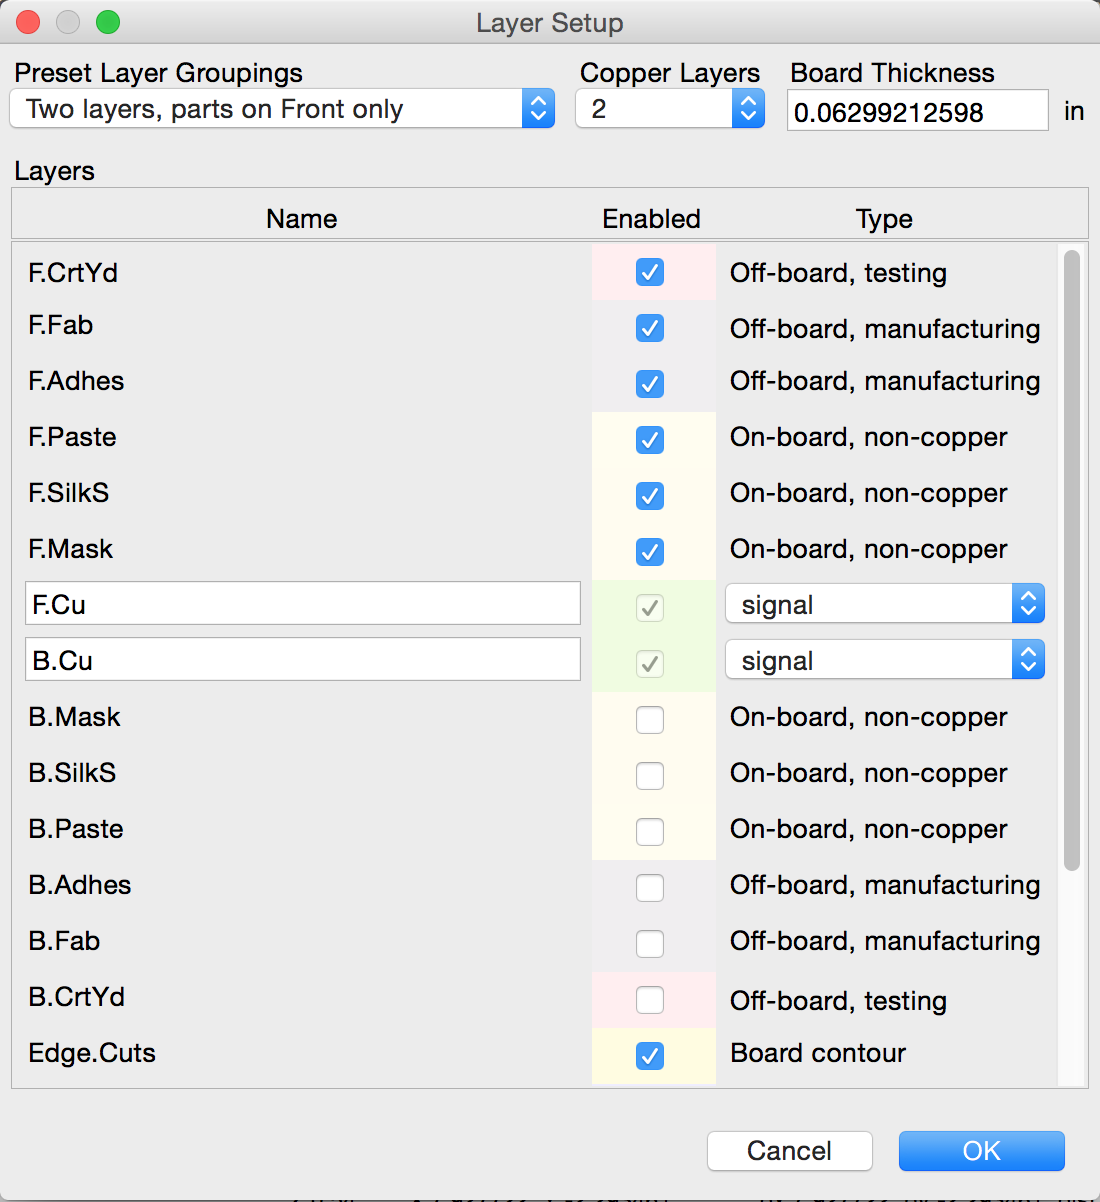 Layer Setup
Preset Layer Groupings Copper Layers Board Thickness
Two layers, parts on Front only 2 0.06299212598 in
Layers
Name Enabled Type
F.CrtYd Off-board, testing
F.Fab Off-board, manufacturing
F.Adhes Off-board, manufacturing
F.Paste On-board, non-copper
F.SilkS On-board, non-copper
F.Mask On-board, non-copper
F.Cu signal
B.Cu signal
B.Mask On-board, non-copper
B.SilkS On-board, non-copper
B.Paste On-board, non-copper
B.Adhes Off-board, manufacturing
B.Fab Off-board, manufacturing
B.CrtYd Off-board, testing
Edge.Cuts Board contour
Cancel OK